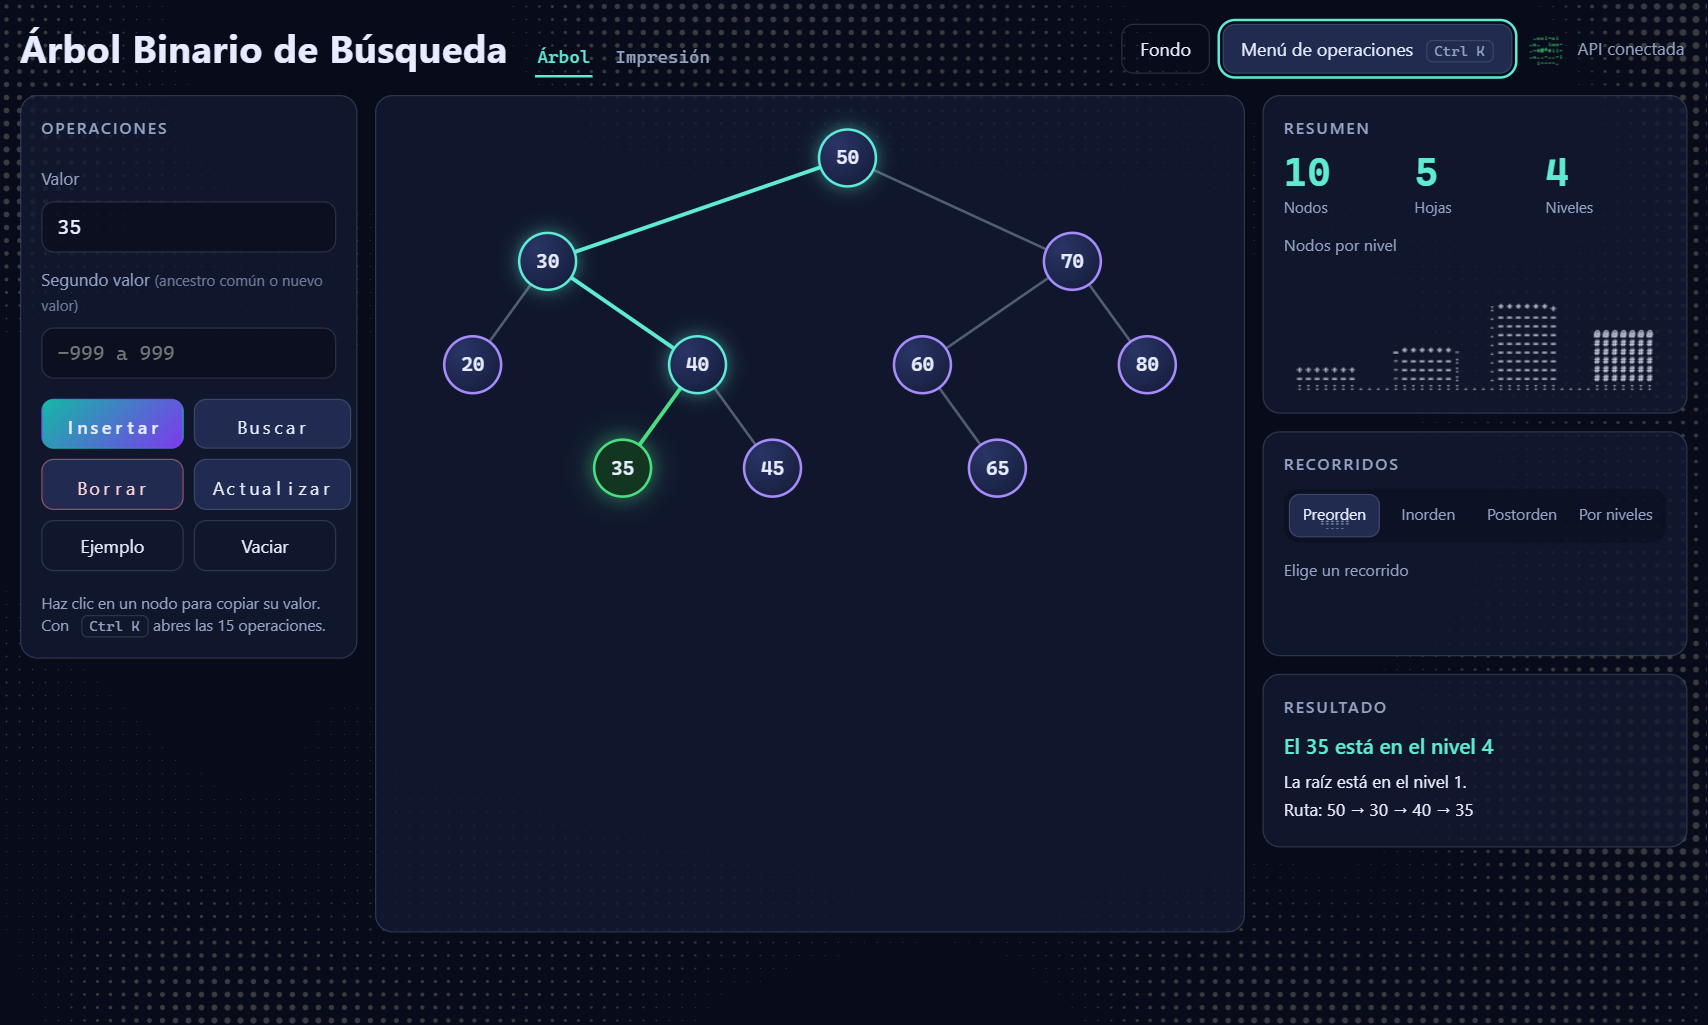 Árbol Binario de Búsqueda
Árbol
Impresión
Fondo
Menú de operaciones Ctrl K
API conectada
OPERACIONES
Valor
35
Segundo valor (ancestro común o nuevo
valor)
−999 a 999
Insertar
Buscar
Borrar
Actualizar
Ejemplo
Vaciar
Haz clic en un nodo para copiar su valor.
Con Ctrl K abres las 15 operaciones.
50
30
70
20
40
60
80
35
45
65
RESUMEN
10
5
4
Nodos
Hojas
Niveles
Nodos por nivel
RECORRIDOS
Preorden
Inorden
Postorden
Por niveles
Elige un recorrido
RESULTADO
El 35 está en el nivel 4
La raíz está en el nivel 1.
Ruta: 50 → 30 → 40 → 35